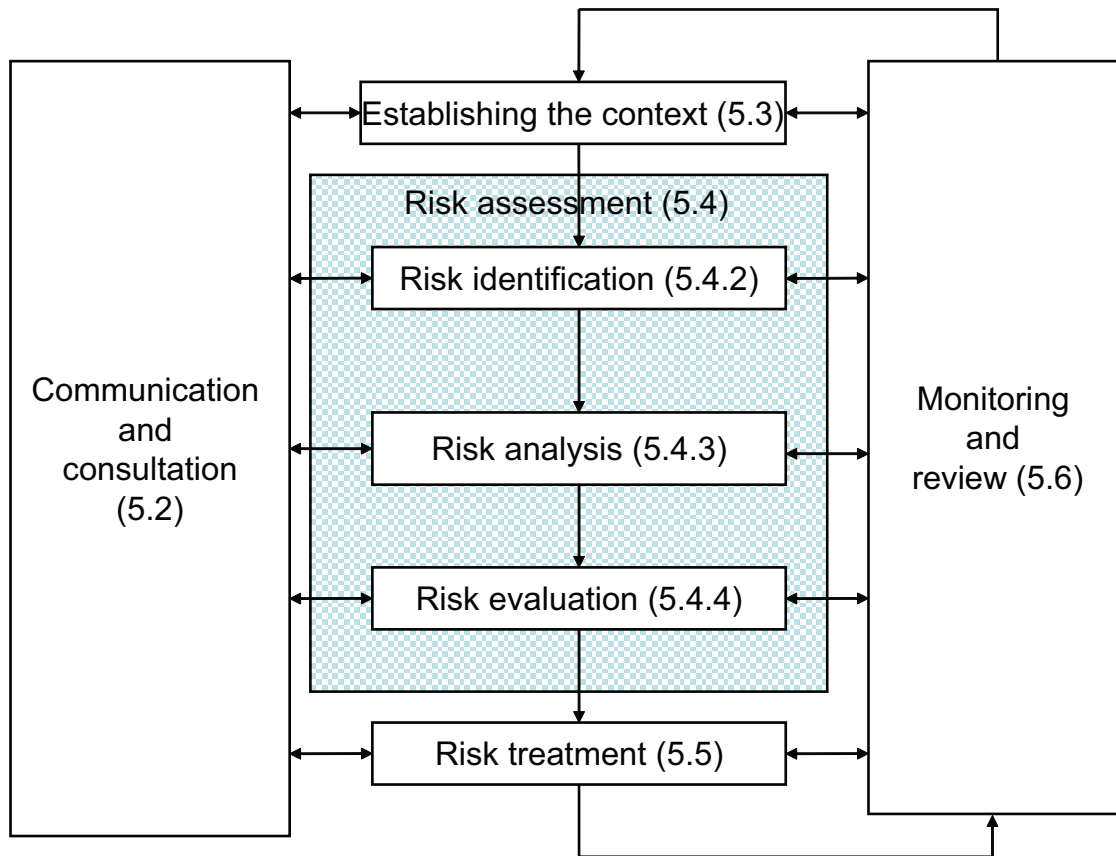 Establishing the context (5.3)
Risk assessment (5.4)
Risk identification (5.4.2)
Communication
and
consultation
(5.2)
Monitoring
and
review (5.6)
Risk analysis (5.4.3)
Risk evaluation (5.4.4)
Risk treatment (5.5)